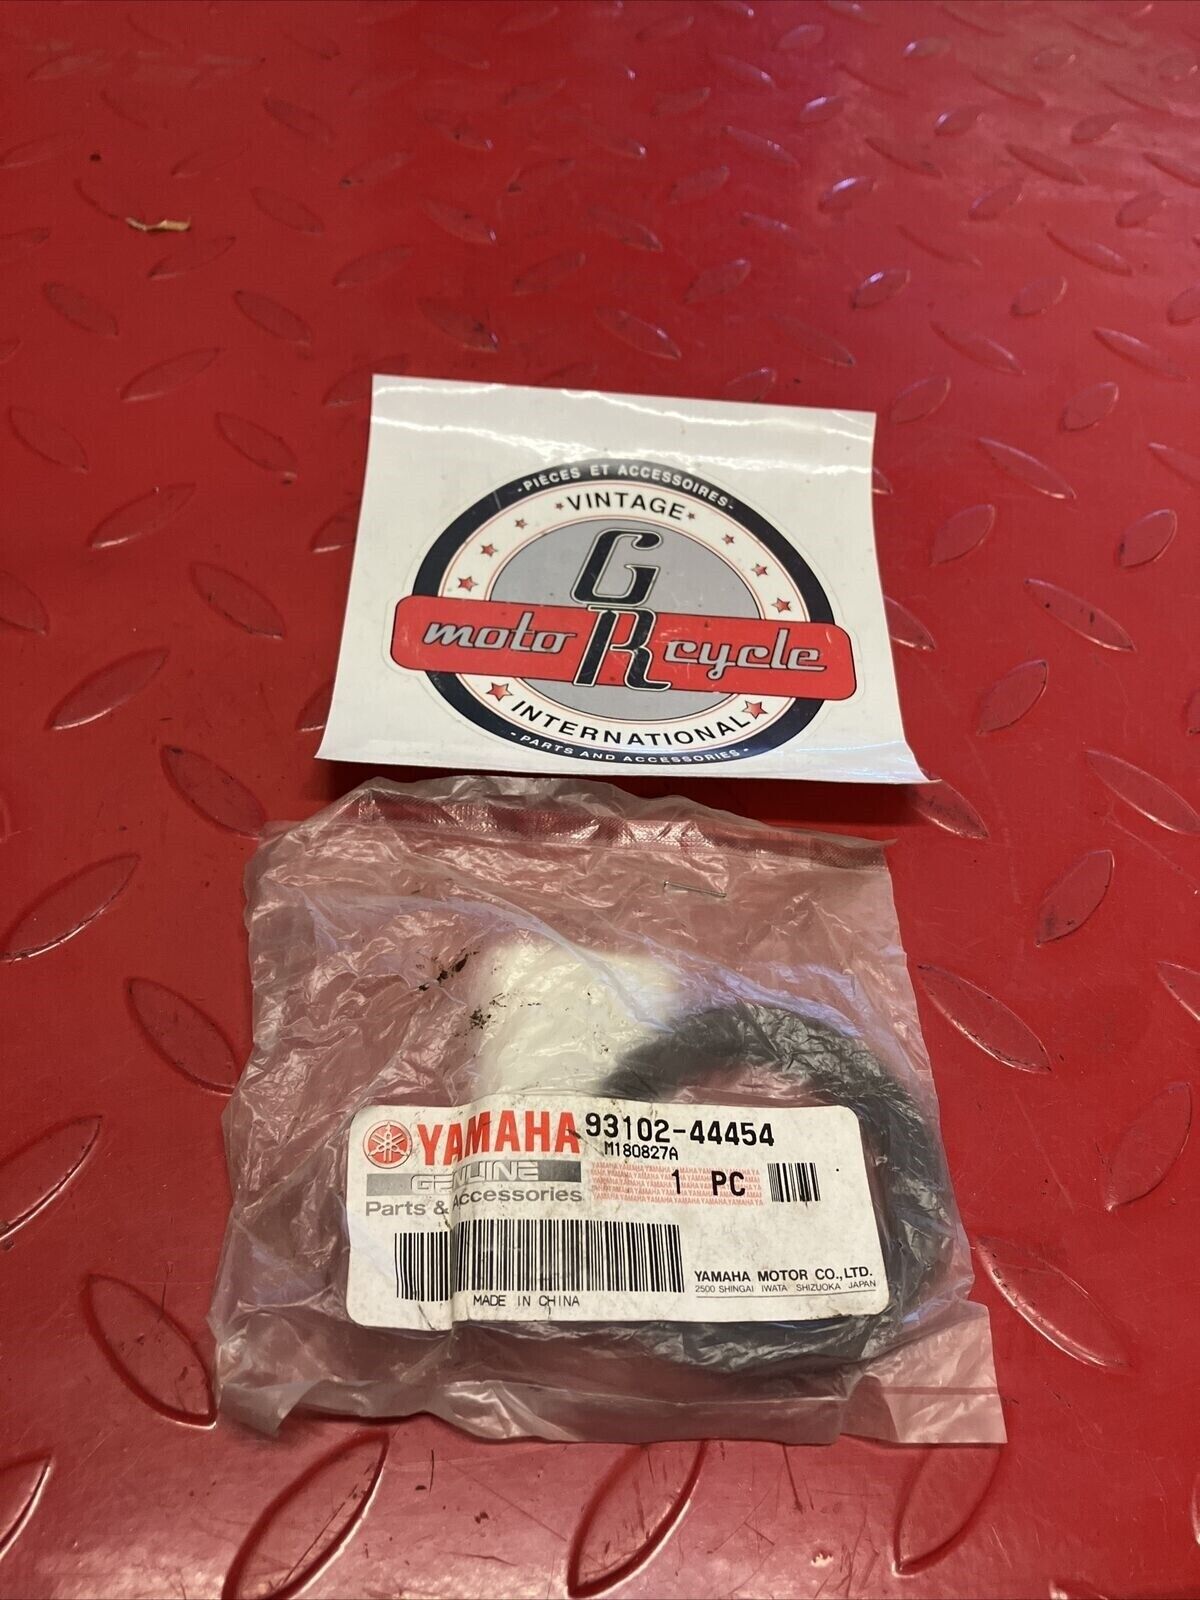 -PIÈCES ET ACCESSOIRES-
VINTAGE
G
moto R cycle
INTERNATIONAL
-PARTS AND ACCESSORIES-
YAMAHA 93102-44454
M180827A
GENUINE
Parts & Accessories
1 PC
YAMAHA MOTOR CO.,LTD.
2500 SHINGAI IWATA SHIZUOKA JAPAN
MADE IN CHINA